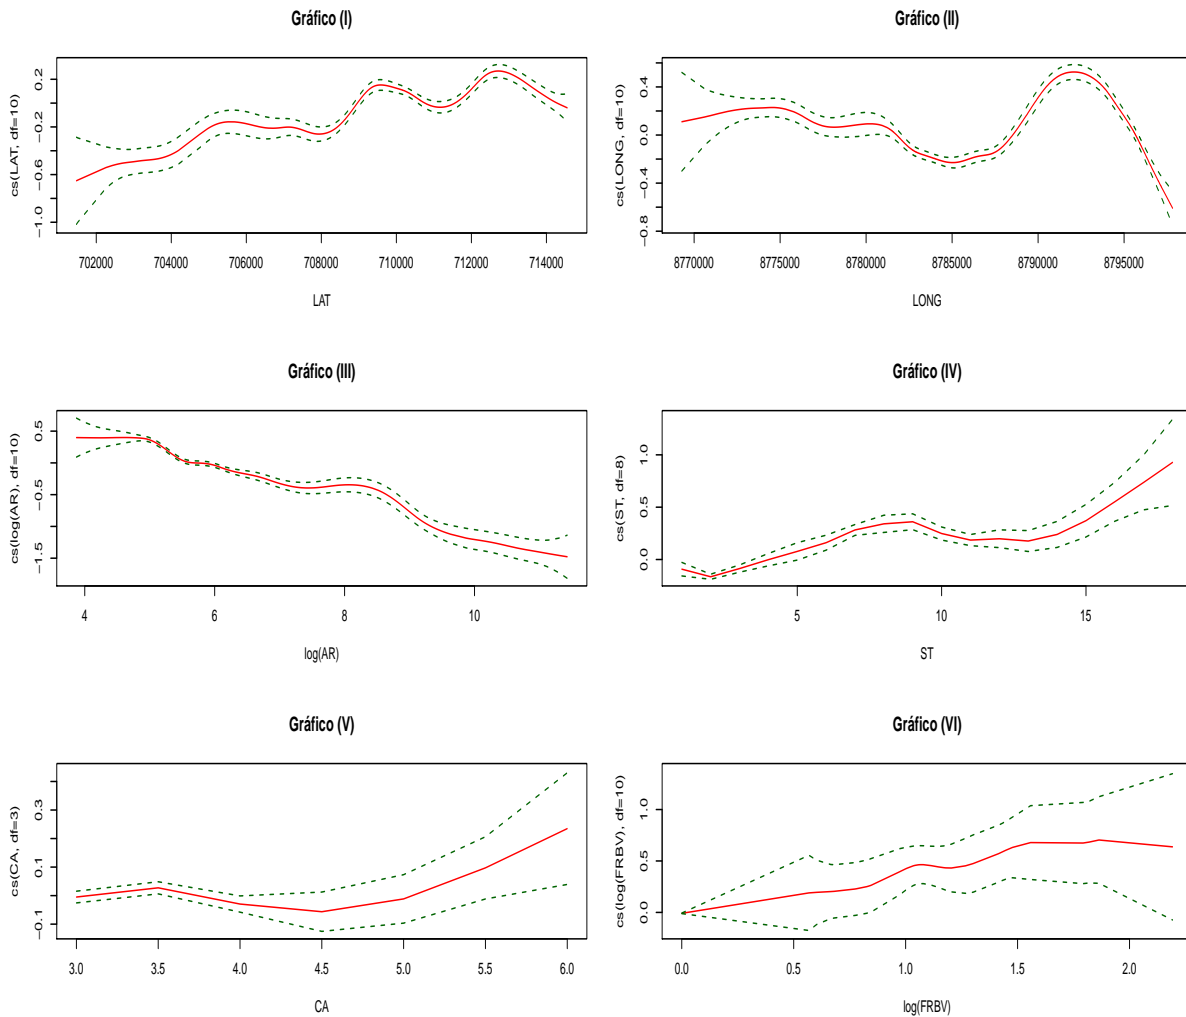 Gráfico (I)
cs(LAT, df=10)
0.2
−0.2
−0.6
−1.0
702000 704000 706000 708000 710000 712000 714000
LAT
Gráfico (II)
cs(LONG, df=10)
0.4
0.0
−0.4
−0.8
8770000 8775000 8780000 8785000 8790000 8795000
LONG
Gráfico (III)
cs(log(AR), df=10)
0.5
−0.5
−1.5
4 6 8 10
log(AR)
Gráfico (IV)
cs(ST, df=8)
1.0
0.5
0.0
5 10 15
ST
Gráfico (V)
cs(CA, df=3)
0.3
0.1
−0.1
3.0 3.5 4.0 4.5 5.0 5.5 6.0
CA
Gráfico (VI)
cs(log(FRBV), df=10)
1.0
0.5
0.0
0.0 0.5 1.0 1.5 2.0
log(FRBV)